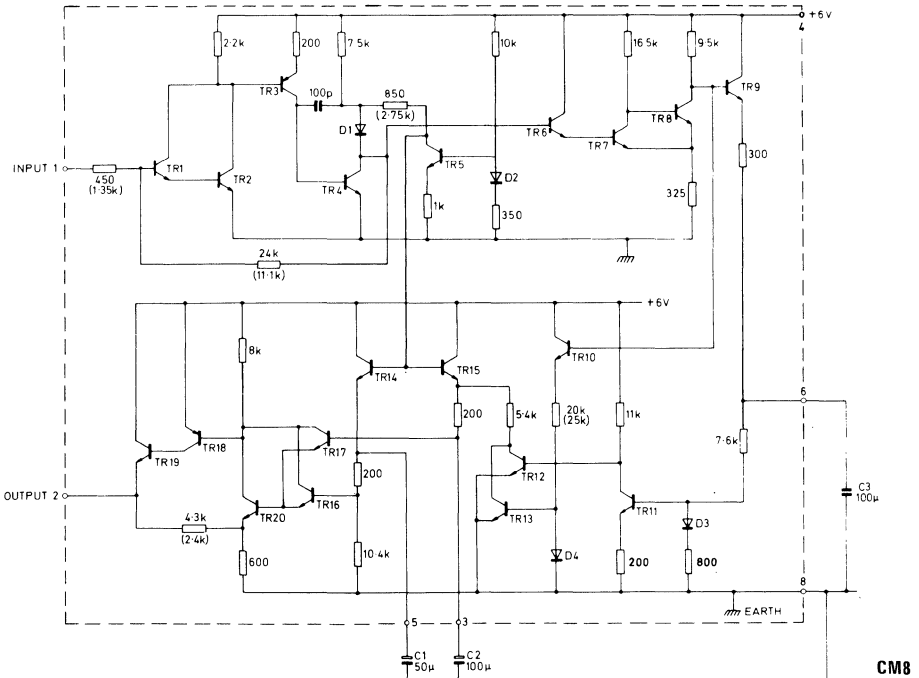 +6V
4
2·2k
200
7·5k
10k
16·5k
9·5k
TR9
TR3
100p
850
(2·75k)
D1
TR6
TR8
TR7
INPUT 1
450
(1·35k)
TR1
TR2
TR4
TR5
D2
300
1k
350
325
24k
(11·1k)
+6V
8k
TR14
TR15
TR10
200
5·4k
20k
(25k)
11k
6
7·6k
TR18
TR17
TR19
200
TR12
C3
100µ
OUTPUT 2
TR16
TR20
TR13
TR11
D3
4·3k
(2·4k)
600
10·4k
D4
200
800
8
EARTH
5
3
C1
50µ
C2
100µ
CM8